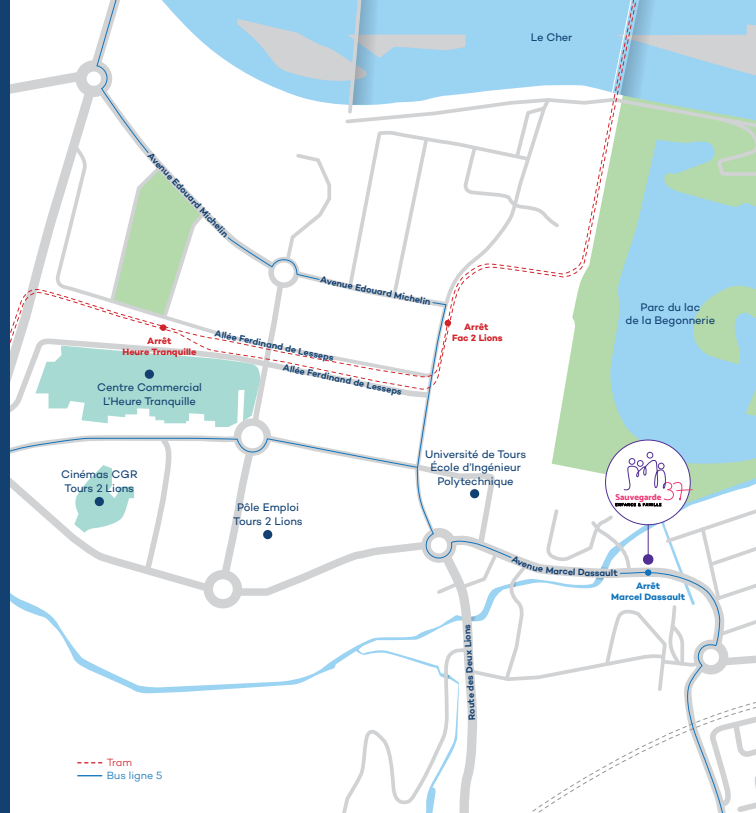 Le Cher
Avenue Edouard Michelin
Avenue Edouard Michelin
Parc du lac
de la Begonnerie
Arrêt
Fac 2 Lions
Arrêt
Heure Tranquille
Allée Ferdinand de Lesseps
Allée Ferdinand de Lesseps
Centre Commercial
L'Heure Tranquille
Université de Tours
École d'Ingénieur
Polytechnique
Cinémas CGR
Tours 2 Lions
Pôle Emploi
Tours 2 Lions
Sauvegarde 37
ENFANCE & FAMILLE
Avenue Marcel Dassault
Arrêt
Marcel Dassault
Route des Deux Lions
Tram
Bus ligne 5